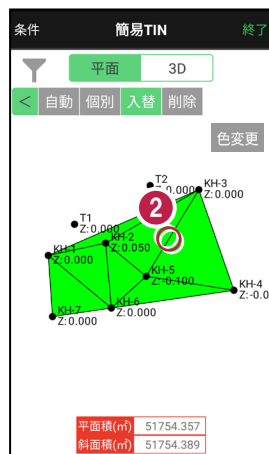 条件 簡易TIN 終了
平面 3D
< 自動 個別 入替 削除
色変更
T2
Z:0.000
KH-3
Z:0.000
2
T1
Z:0.000
KH-2
Z:0.050
KH-1
Z:0.000
KH-5
Z:-0.100
KH-4
Z:-0.0
KH-6
Z:0.000
KH-7
Z:0.000
平面積(㎡) 51754.357
斜面積(㎡) 51754.389